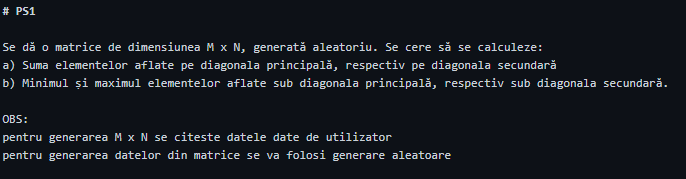 # PS1
Se dă o matrice de dimensiunea M x N, generată aleatoriu. Se cere să se calculeze:
a) Suma elementelor aflate pe diagonala principală, respectiv pe diagonala secundară
b) Minimul și maximul elementelor aflate sub diagonala principală, respectiv sub diagonala secundară.
OBS:
pentru generarea M x N se citeste datele date de utilizator
pentru generarea datelor din matrice se va folosi generare aleatoare